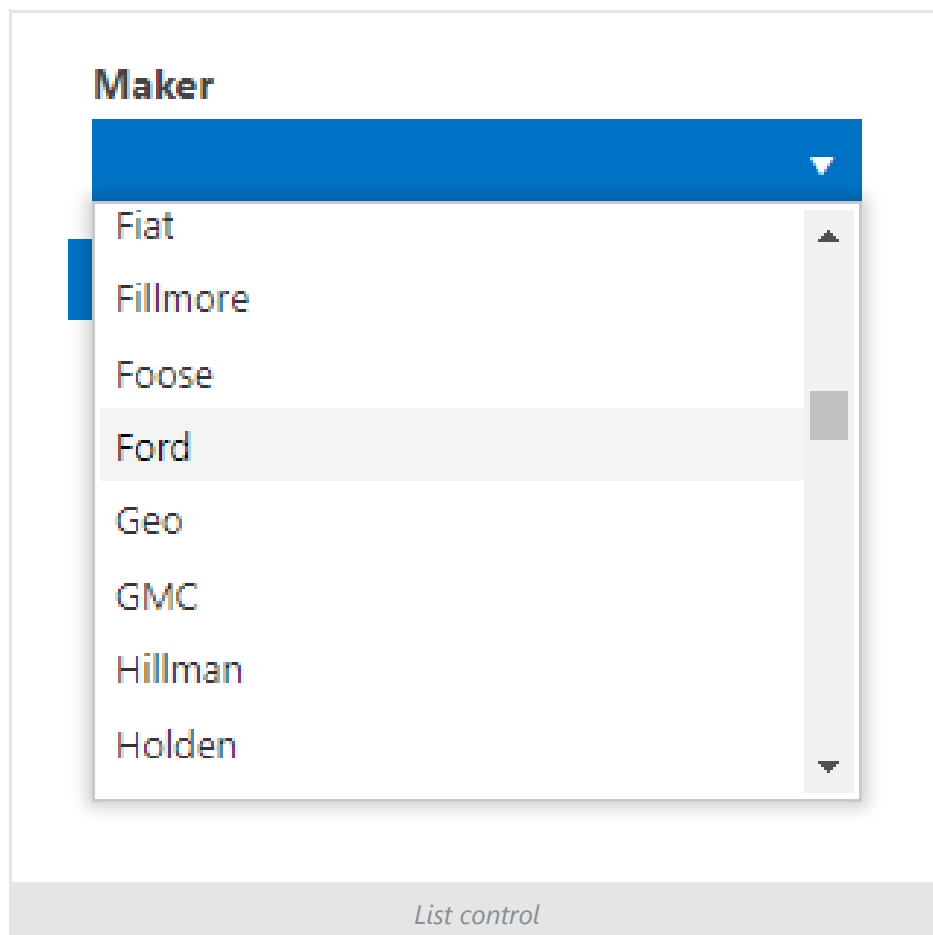 Maker
Fiat
Fillmore
Foose
Ford
Geo
GMC
Hillman
Holden
List control